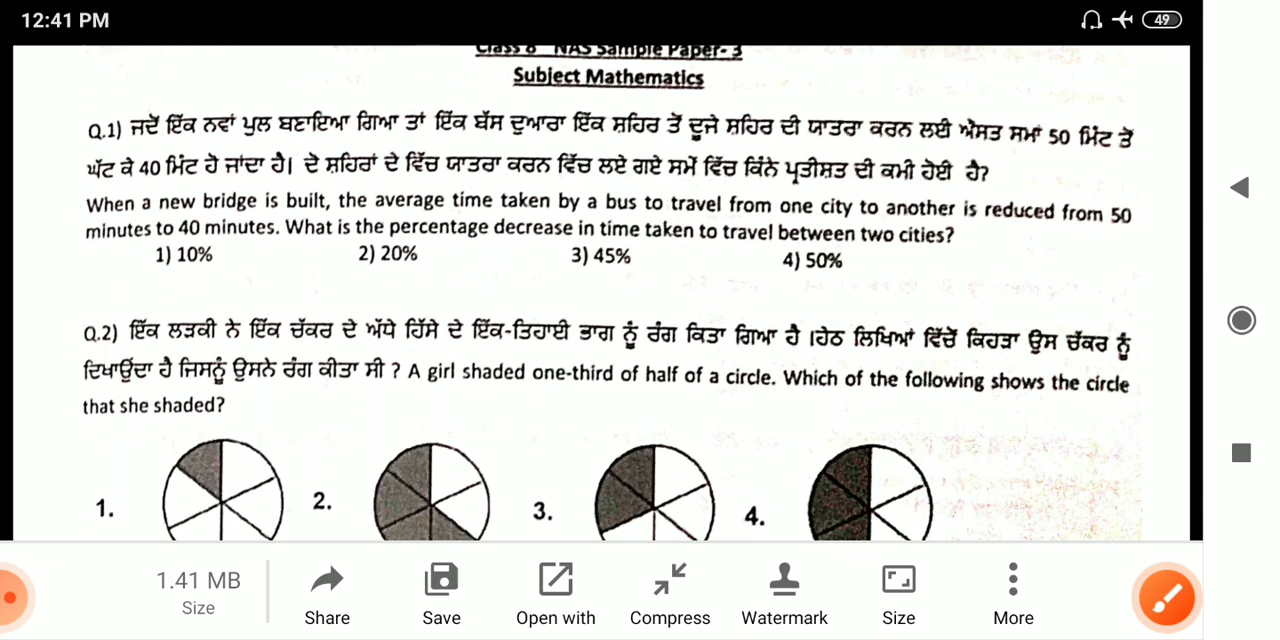 12:41 PM
49
Class 8 NAS Sample Paper- 3
Subject Mathematics
Q.1) ਜਦੋਂ ਇੱਕ ਨਵਾਂ ਪੁਲ ਬਣਾਇਆ ਗਿਆ ਤਾਂ ਇੱਕ ਬੱਸ ਦੁਆਰਾ ਇੱਕ ਸ਼ਹਿਰ ਤੋਂ ਦੂਜੇ ਸ਼ਹਿਰ ਦੀ ਯਾਤਰਾ ਕਰਨ ਲਈ ਔਸਤ ਸਮਾਂ 50 ਮਿੰਟ ਤੋਂ
ਘੱਟ ਕੇ 40 ਮਿੰਟ ਹੋ ਜਾਂਦਾ ਹੈ। ਦੋ ਸ਼ਹਿਰਾਂ ਦੇ ਵਿੱਚ ਯਾਤਰਾ ਕਰਨ ਵਿੱਚ ਲਏ ਗਏ ਸਮੇਂ ਵਿੱਚ ਕਿੰਨੇ ਪ੍ਰਤੀਸ਼ਤ ਦੀ ਕਮੀ ਹੋਈ ਹੈ?
When a new bridge is built, the average time taken by a bus to travel from one city to another is reduced from 50
minutes to 40 minutes. What is the percentage decrease in time taken to travel between two cities?
1) 10% 2) 20% 3) 45% 4) 50%
Q.2) ਇੱਕ ਲੜਕੀ ਨੇ ਇੱਕ ਚੱਕਰ ਦੇ ਅੱਧੇ ਹਿੱਸੇ ਦੇ ਇੱਕ-ਤਿਹਾਈ ਭਾਗ ਨੂੰ ਰੰਗ ਕਿਤਾ ਗਿਆ ਹੈ ।ਹੇਠ ਲਿਖਿਆਂ ਵਿੱਚੋਂ ਕਿਹੜਾ ਉਸ ਚੱਕਰ ਨੂੰ
ਦਿਖਾਉਂਦਾ ਹੈ ਜਿਸਨੂੰ ਉਸਨੇ ਰੰਗ ਕੀਤਾ ਸੀ ? A girl shaded one-third of half of a circle. Which of the following shows the circle
that she shaded?
1. 2. 3. 4.
1.41 MB
Size
Share Save Open with Compress Watermark Size More